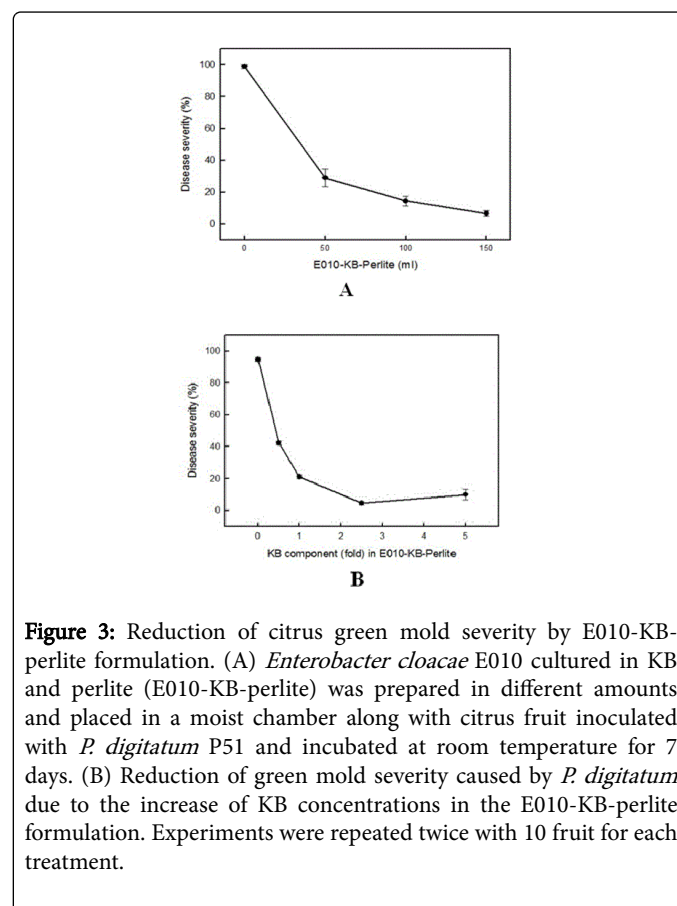 100
80
60
40
20
0
Disease severity (%)
0 50 100 150
E010-KB-Perlite (ml)
A
100
80
60
40
20
0
Disease severity (%)
0 1 2 3 4 5
KB component (fold) in E010-KB-Perlite
B
Figure 3: Reduction of citrus green mold severity by E010-KB-
perlite formulation. (A) Enterobacter cloacae E010 cultured in KB
and perlite (E010-KB-perlite) was prepared in different amounts
and placed in a moist chamber along with citrus fruit inoculated
with P. digitatum P51 and incubated at room temperature for 7
days. (B) Reduction of green mold severity caused by P. digitatum
due to the increase of KB concentrations in the E010-KB-perlite
formulation. Experiments were repeated twice with 10 fruit for each
treatment.